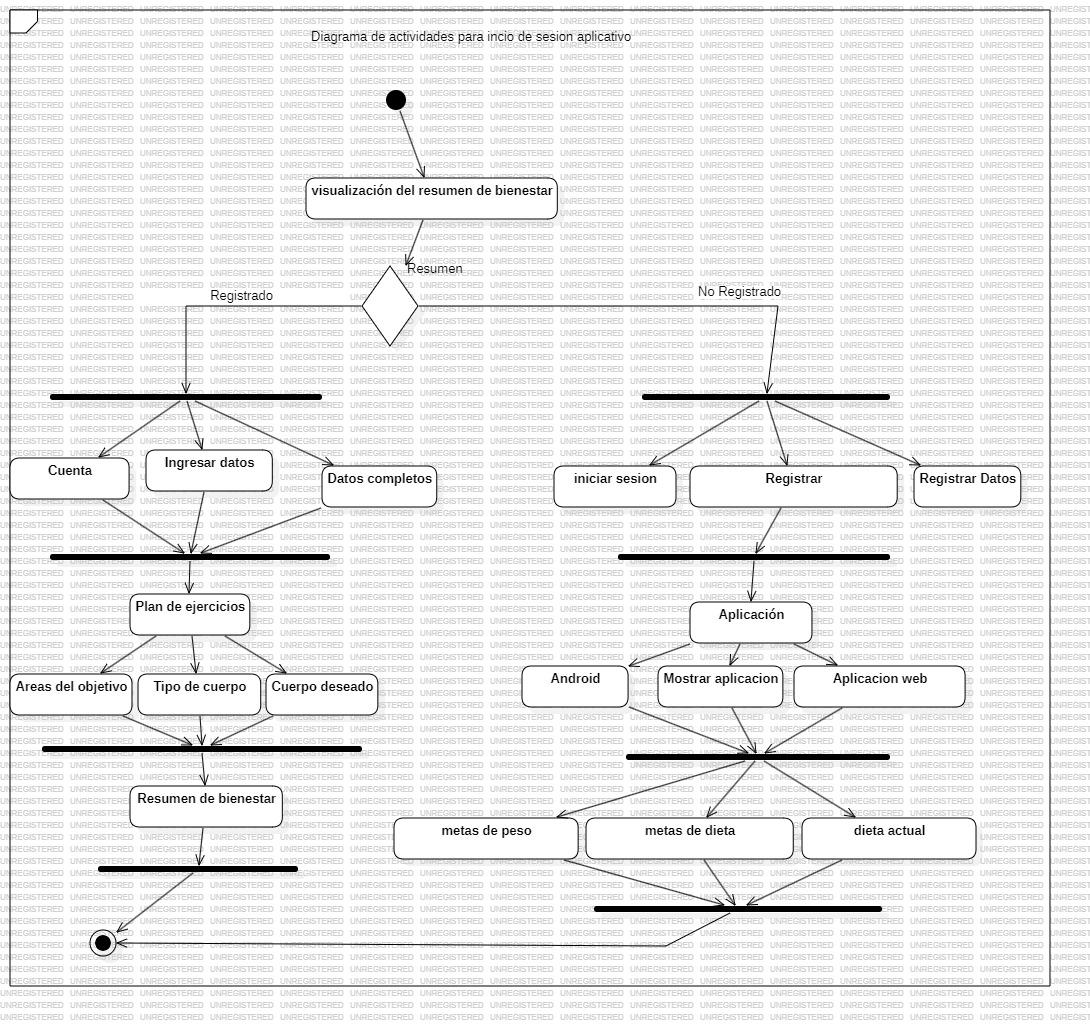 Diagrama de actividades para incio de sesion aplicativo
visualización del resumen de bienestar
Resumen
Registrado
No Registrado
Cuenta
Ingresar datos
Datos completos
iniciar sesion
Registrar
Registrar Datos
Plan de ejercicios
Aplicación
Areas del objetivo
Tipo de cuerpo
Cuerpo deseado
Android
Mostrar aplicacion
Aplicacion web
Resumen de bienestar
metas de peso
metas de dieta
dieta actual
UNREGISTERED